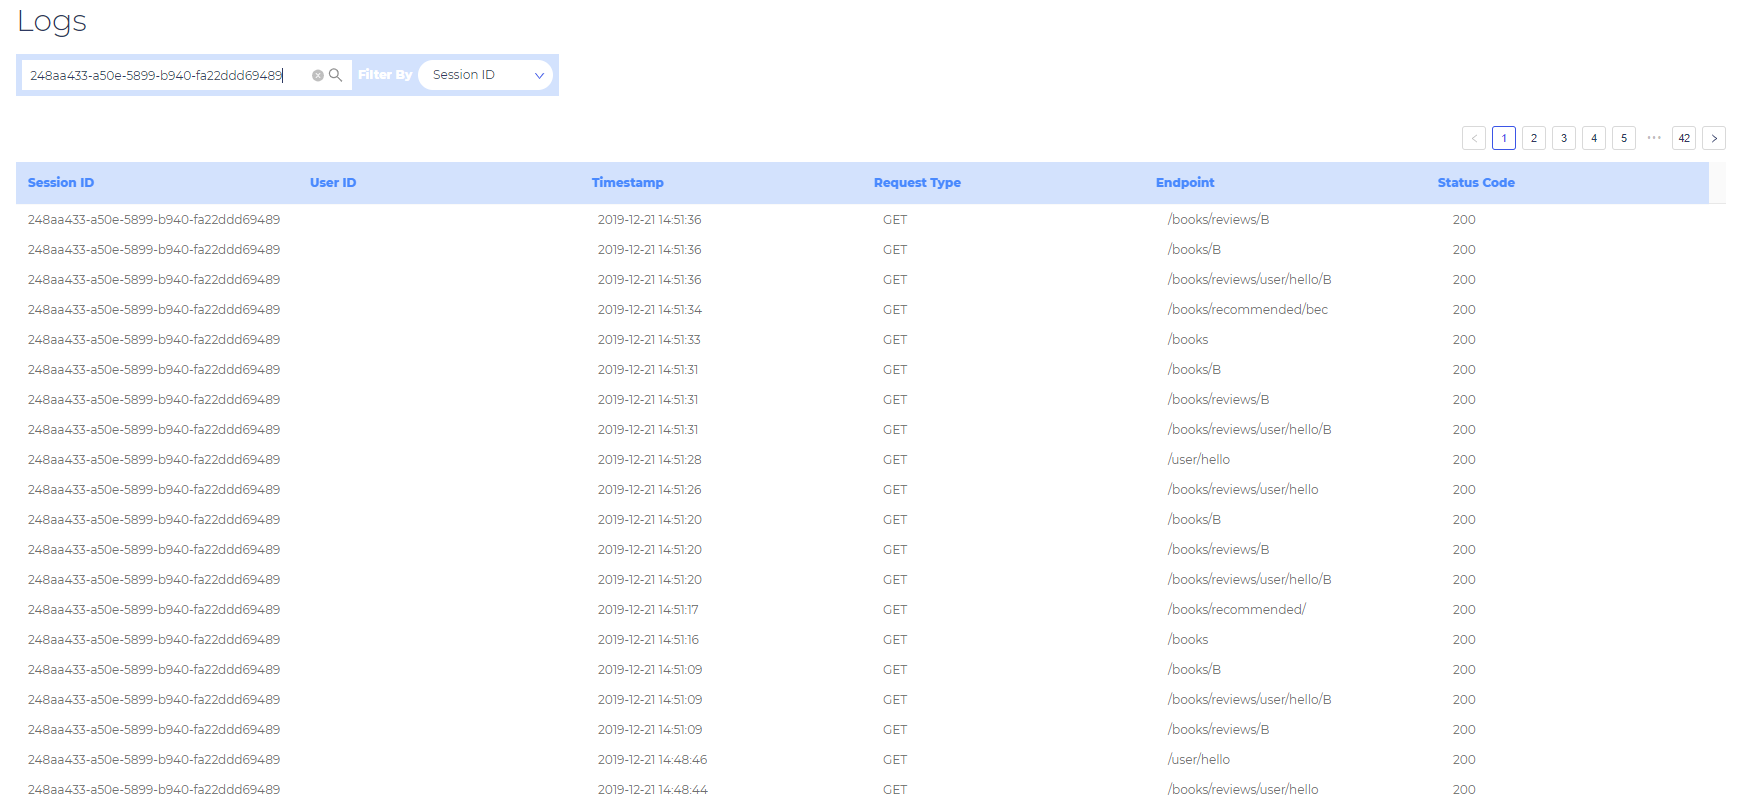 Logs
248aa433-a50e-5899-b940-fa22ddd69489 Filter By Session ID
1 2 3 4 5 ••• 42
Session ID User ID Timestamp Request Type Endpoint Status Code
248aa433-a50e-5899-b940-fa22ddd69489 2019-12-21 14:51:36 GET /books/reviews/B 200
248aa433-a50e-5899-b940-fa22ddd69489 2019-12-21 14:51:36 GET /books/B 200
248aa433-a50e-5899-b940-fa22ddd69489 2019-12-21 14:51:36 GET /books/reviews/user/hello/B 200
248aa433-a50e-5899-b940-fa22ddd69489 2019-12-21 14:51:34 GET /books/recommended/bec 200
248aa433-a50e-5899-b940-fa22ddd69489 2019-12-21 14:51:33 GET /books 200
248aa433-a50e-5899-b940-fa22ddd69489 2019-12-21 14:51:31 GET /books/B 200
248aa433-a50e-5899-b940-fa22ddd69489 2019-12-21 14:51:31 GET /books/reviews/B 200
248aa433-a50e-5899-b940-fa22ddd69489 2019-12-21 14:51:31 GET /books/reviews/user/hello/B 200
248aa433-a50e-5899-b940-fa22ddd69489 2019-12-21 14:51:28 GET /user/hello 200
248aa433-a50e-5899-b940-fa22ddd69489 2019-12-21 14:51:26 GET /books/reviews/user/hello 200
248aa433-a50e-5899-b940-fa22ddd69489 2019-12-21 14:51:20 GET /books/B 200
248aa433-a50e-5899-b940-fa22ddd69489 2019-12-21 14:51:20 GET /books/reviews/B 200
248aa433-a50e-5899-b940-fa22ddd69489 2019-12-21 14:51:20 GET /books/reviews/user/hello/B 200
248aa433-a50e-5899-b940-fa22ddd69489 2019-12-21 14:51:17 GET /books/recommended/ 200
248aa433-a50e-5899-b940-fa22ddd69489 2019-12-21 14:51:16 GET /books 200
248aa433-a50e-5899-b940-fa22ddd69489 2019-12-21 14:51:09 GET /books/B 200
248aa433-a50e-5899-b940-fa22ddd69489 2019-12-21 14:51:09 GET /books/reviews/user/hello/B 200
248aa433-a50e-5899-b940-fa22ddd69489 2019-12-21 14:51:09 GET /books/reviews/B 200
248aa433-a50e-5899-b940-fa22ddd69489 2019-12-21 14:48:46 GET /user/hello 200
248aa433-a50e-5899-b940-fa22ddd69489 2019-12-21 14:48:44 GET /books/reviews/user/hello 200